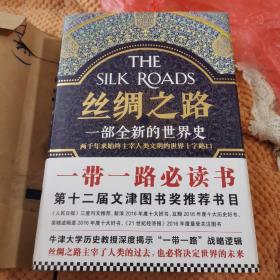 THE
SILK ROADS
丝绸之路
一部全新的世界史
两千年来始终主宰人类文明的世界十字路口
一带一路必读书
第十二届文津图书奖推荐书目
牛津大学历史教授深度揭示“一带一路”战略逻辑
丝绸之路主宰了人类的过去，也必将决定世界的未来